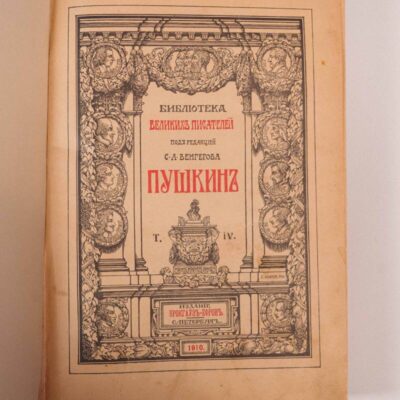 БИБЛІОТЕКА
ВЕЛИКИХЪ ПИСАТЕЛЕЙ
ПОДЪ РЕДАКЦІЕЙ
С. А. ВЕНГЕРОВА
ПУШКИНЪ
Т. IV.
ИЗДАНІЕ
БРОКГАУЗЪ-ЕФРОНЪ
С.-ПЕТЕРБУРГЪ
1910.